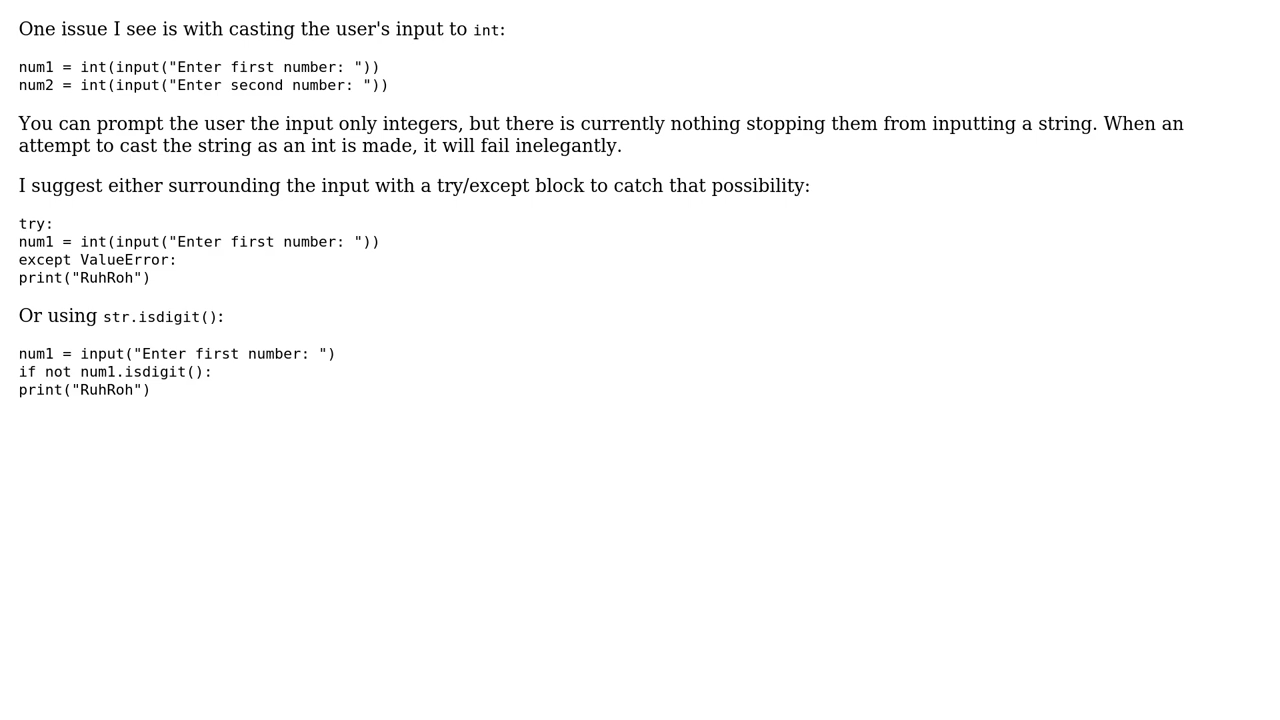 One issue I see is with casting the user's input to int:
num1 = int(input("Enter first number: "))
num2 = int(input("Enter second number: "))
You can prompt the user the input only integers, but there is currently nothing stopping them from inputting a string. When an
attempt to cast the string as an int is made, it will fail inelegantly.
I suggest either surrounding the input with a try/except block to catch that possibility:
try:
num1 = int(input("Enter first number: "))
except ValueError:
print("RuhRoh")
Or using str.isdigit():
num1 = input("Enter first number: ")
if not num1.isdigit():
print("RuhRoh")